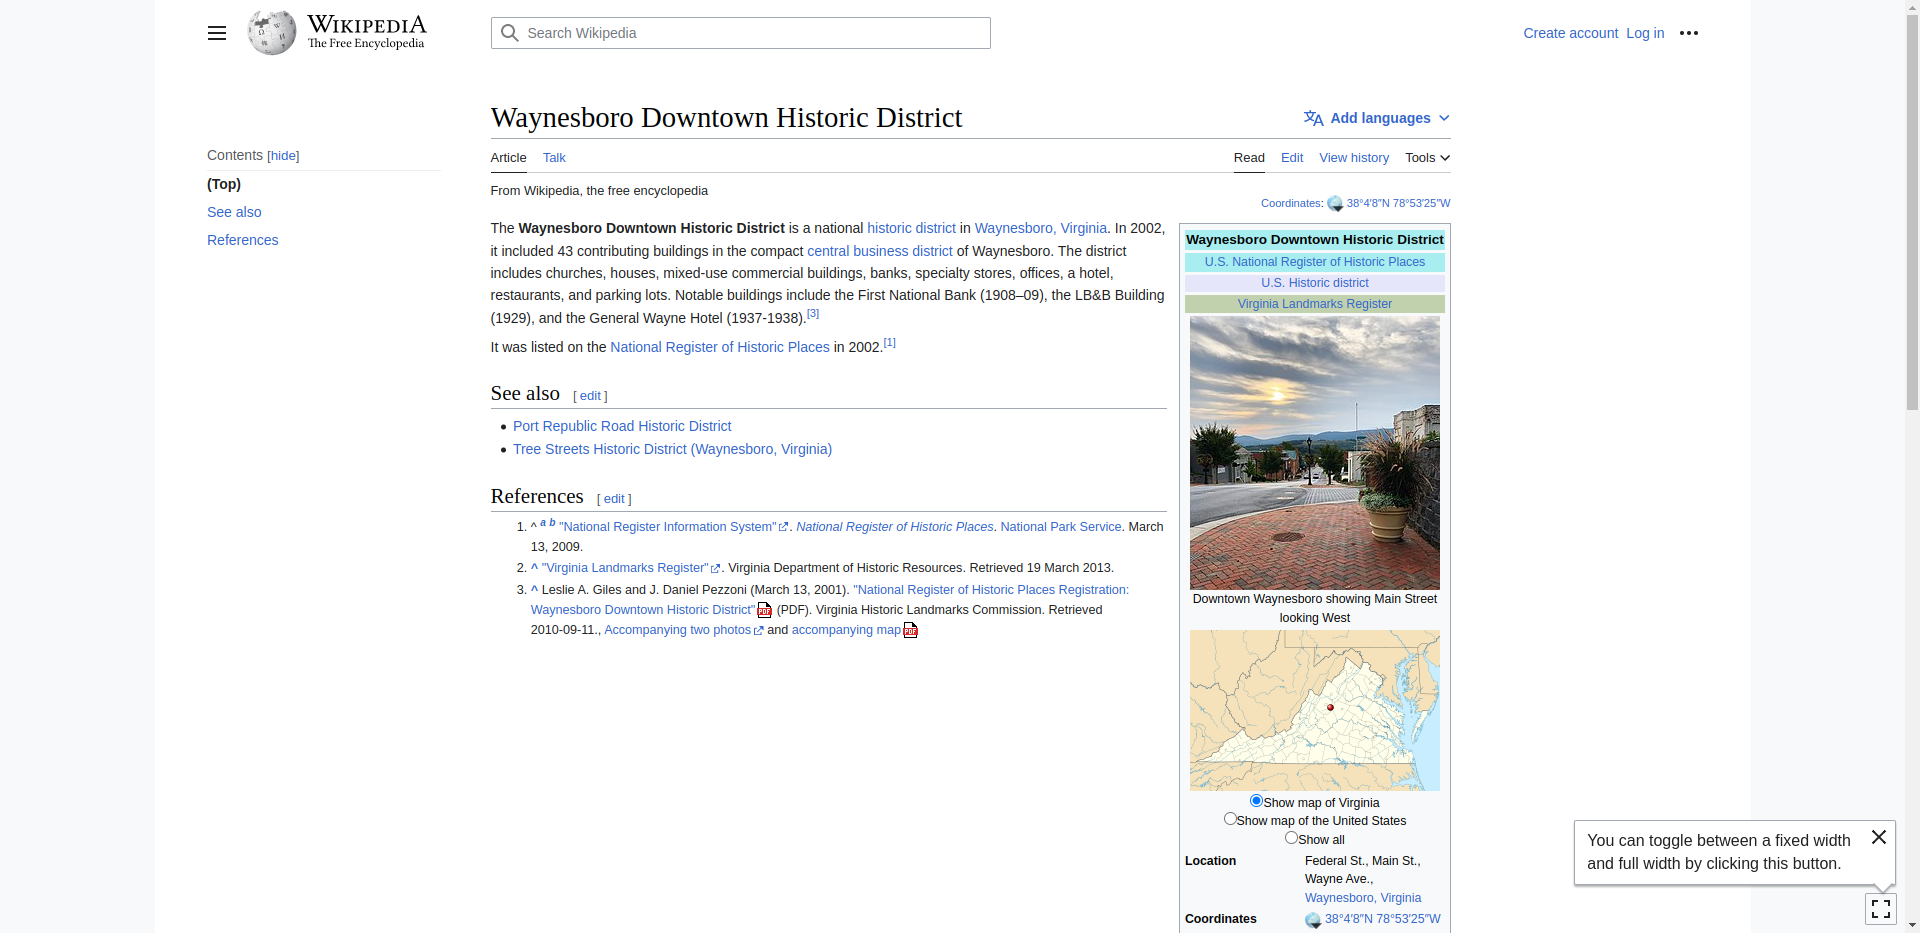 WIKIPEDIA
The Free Encyclopedia
Search Wikipedia
Create account Log in
Contents [hide]
(Top)
See also
References
Waynesboro Downtown Historic District
Add languages
Article Talk
Read Edit View history Tools
From Wikipedia, the free encyclopedia
Coordinates: 38°4′8″N 78°53′25″W
The Waynesboro Downtown Historic District is a national historic district in Waynesboro, Virginia. In 2002,
it included 43 contributing buildings in the compact central business district of Waynesboro. The district
includes churches, houses, mixed-use commercial buildings, banks, specialty stores, offices, a hotel,
restaurants, and parking lots. Notable buildings include the First National Bank (1908–09), the LB&B Building
(1929), and the General Wayne Hotel (1937-1938).[3]
It was listed on the National Register of Historic Places in 2002.[1]
See also [ edit ]
• Port Republic Road Historic District
• Tree Streets Historic District (Waynesboro, Virginia)
References [ edit ]
1. ^ a b "National Register Information System". National Register of Historic Places. National Park Service. March
13, 2009.
2. ^ "Virginia Landmarks Register". Virginia Department of Historic Resources. Retrieved 19 March 2013.
3. ^ Leslie A. Giles and J. Daniel Pezzoni (March 13, 2001). "National Register of Historic Places Registration:
Waynesboro Downtown Historic District" (PDF). Virginia Historic Landmarks Commission. Retrieved
2010-09-11., Accompanying two photos and accompanying map
Waynesboro Downtown Historic District
U.S. National Register of Historic Places
U.S. Historic district
Virginia Landmarks Register
Downtown Waynesboro showing Main Street
looking West
Show map of Virginia
Show map of the United States
Show all
Location Federal St., Main St.,
Wayne Ave.,
Waynesboro, Virginia
Coordinates 38°4′8″N 78°53′25″W
You can toggle between a fixed width
and full width by clicking this button.